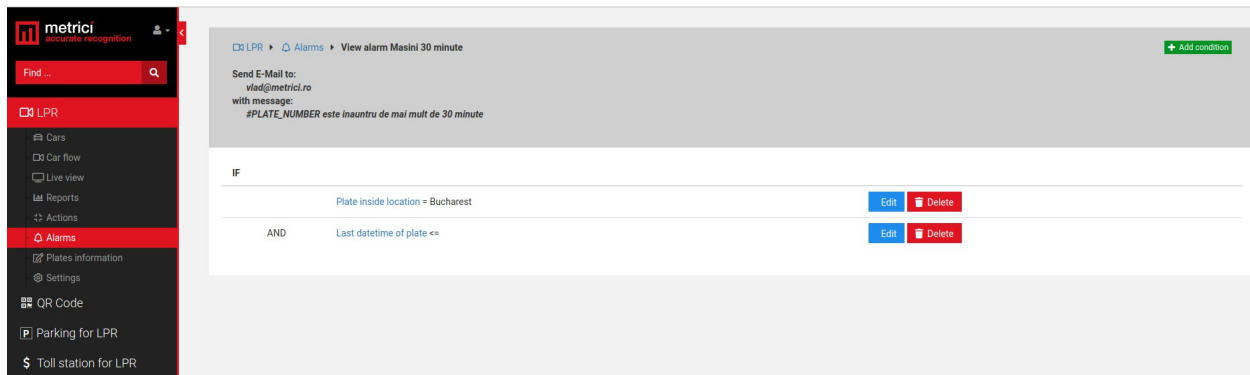 metrici
accurate recognition
Find ...
LPR
Cars
Car flow
Live view
Reports
Actions
Alarms
Plates information
Settings
QR Code
P Parking for LPR
$ Toll station for LPR
LPR Alarms View alarm Masini 30 minute
+ Add condition
Send E-Mail to:
vlad@metrici.ro
with message:
#PLATE_NUMBER este inauntru de mai mult de 30 minute
IF
Plate inside location = Bucharest Edit Delete
AND Last datetime of plate <= Edit Delete